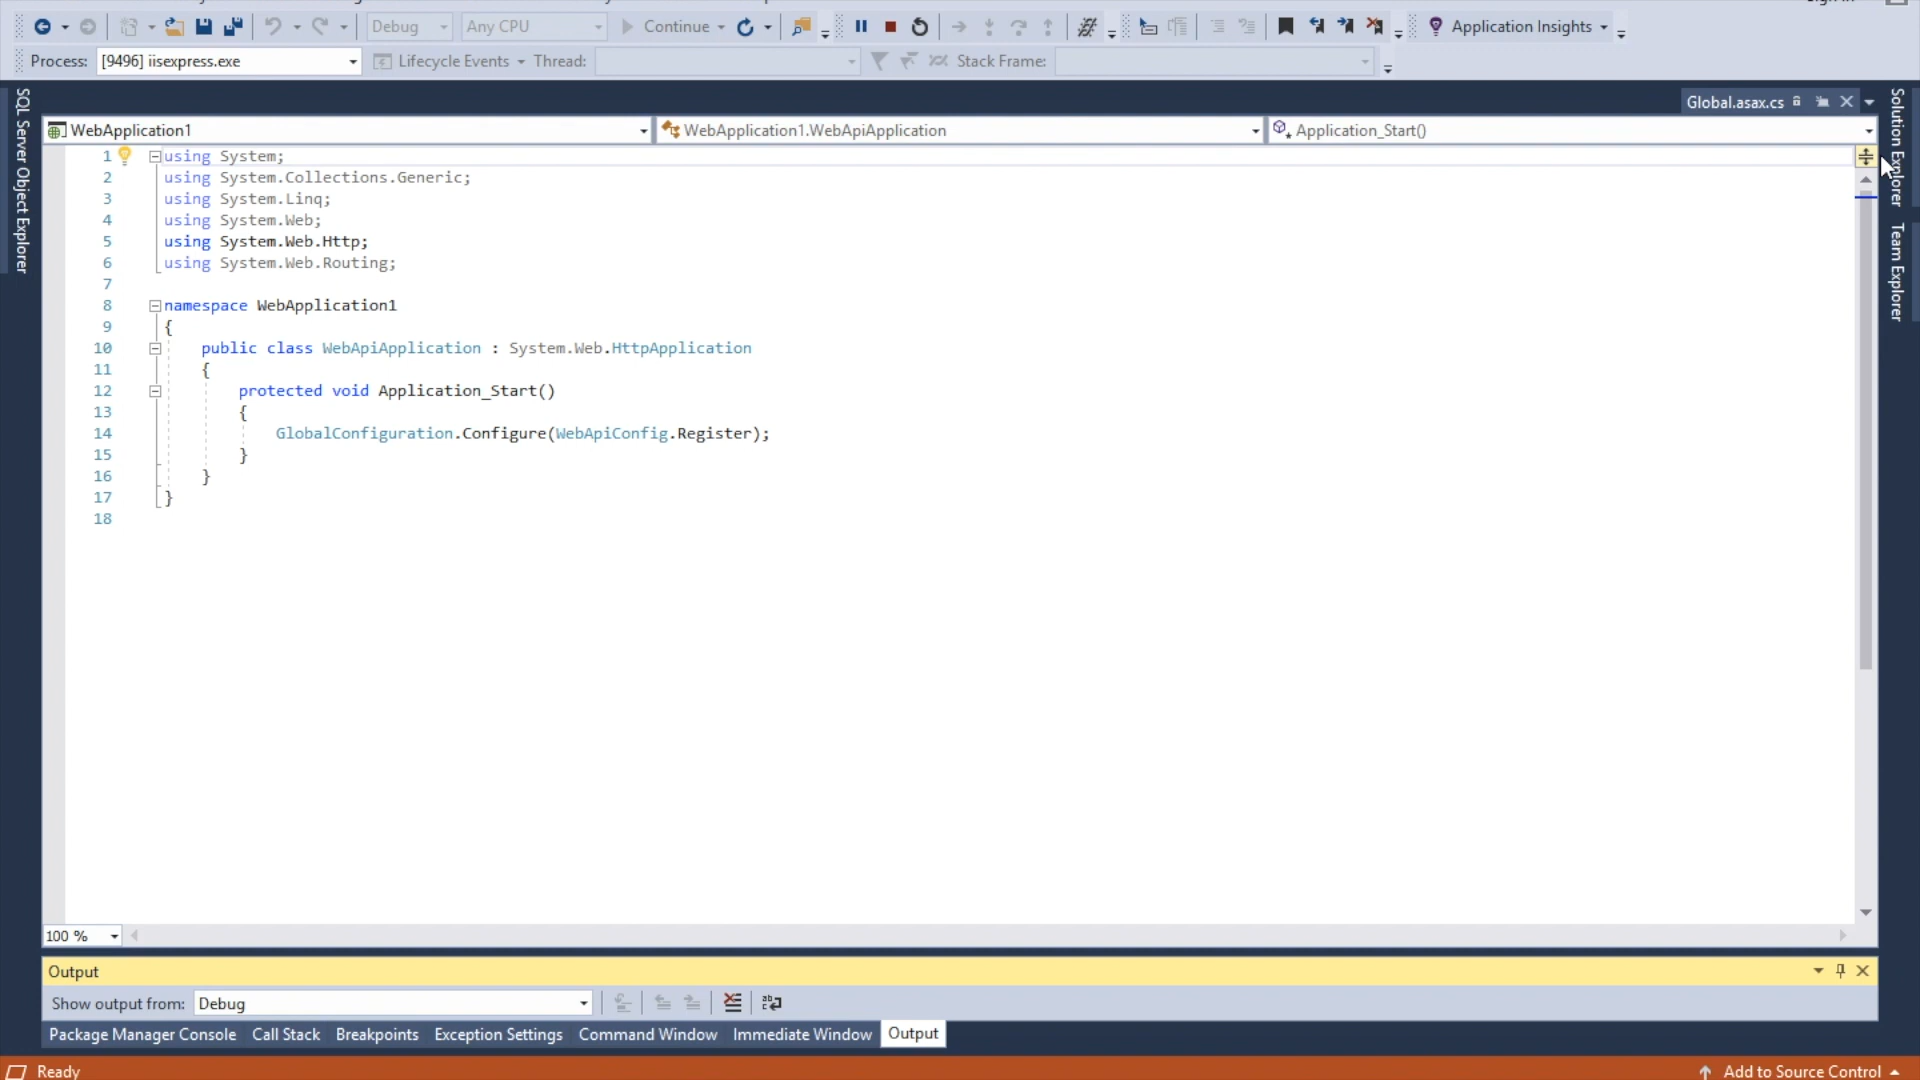 Debug
Any CPU
Continue
Application Insights
Process:
[9496] iisexpress.exe
Lifecycle Events
Thread:
Stack Frame:
SQL Server Object Explorer
Global.asax.cs
Solution Explorer
Team Explorer
WebApplication1
WebApplication1.WebApiApplication
Application_Start()
1 using System;
2 using System.Collections.Generic;
3 using System.Linq;
4 using System.Web;
5 using System.Web.Http;
6 using System.Web.Routing;
7
8 namespace WebApplication1
9 {
10 public class WebApiApplication : System.Web.HttpApplication
11 {
12 protected void Application_Start()
13 {
14 GlobalConfiguration.Configure(WebApiConfig.Register);
15 }
16 }
17 }
18
100 %
Output
Show output from: Debug
Package Manager Console Call Stack Breakpoints Exception Settings Command Window Immediate Window Output
Ready
Add to Source Control